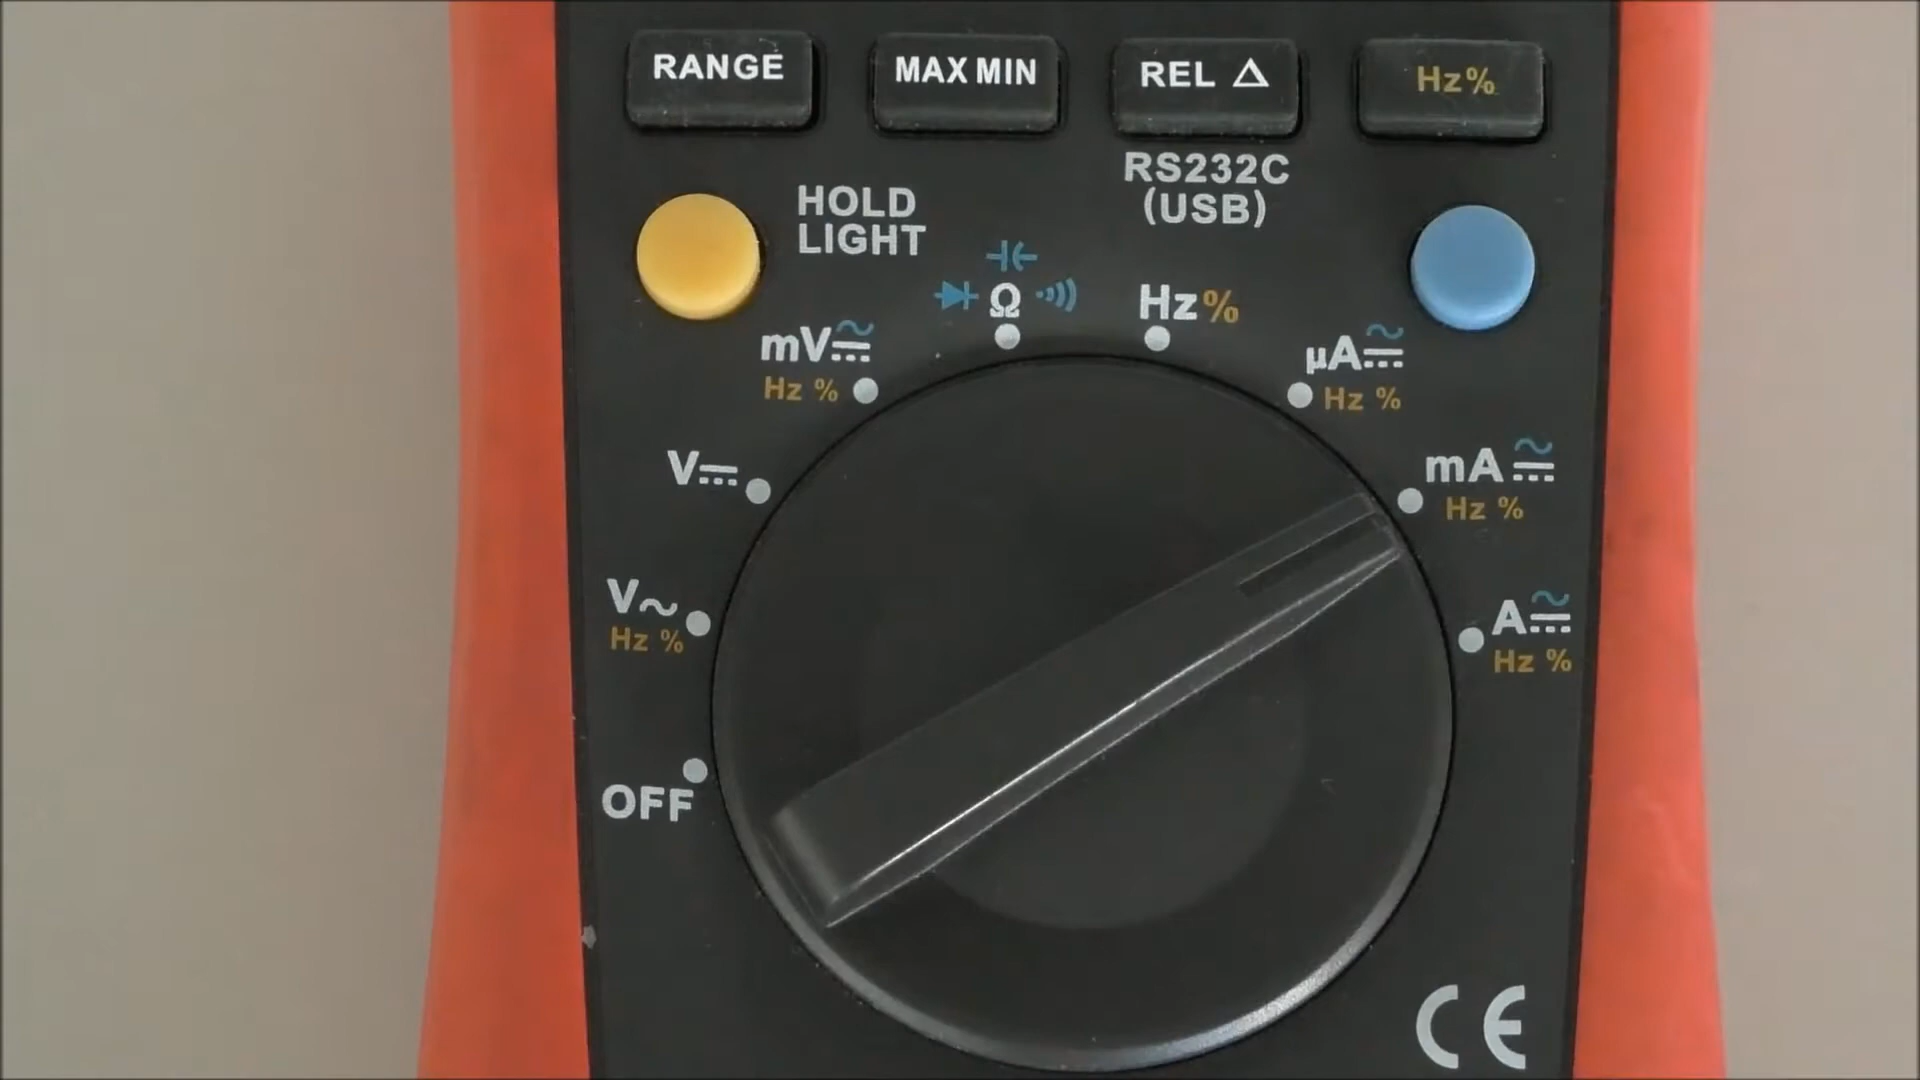 RANGE
MAX MIN
REL △
Hz%
RS232C
(USB)
HOLD
LIGHT
Ω
Hz%
mV
Hz %
µA
Hz %
V
mA
Hz %
V~
Hz %
A
Hz %
OFF
CE